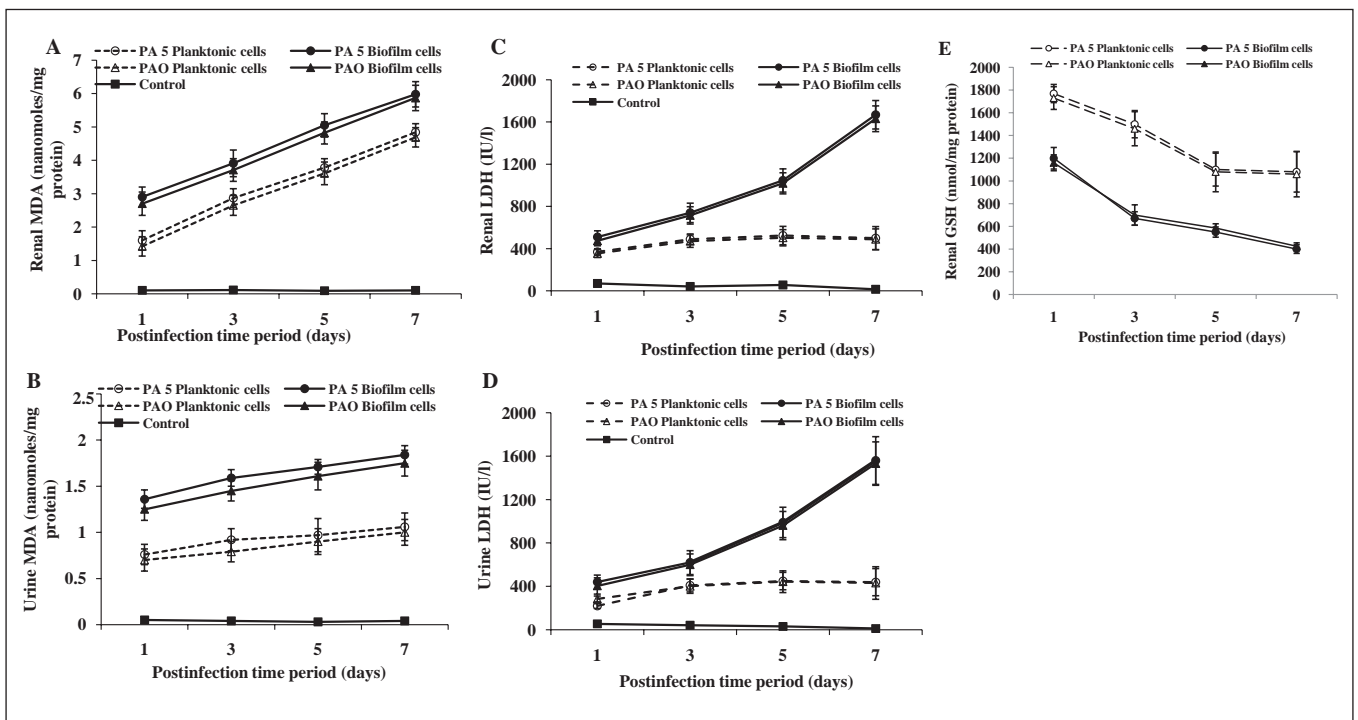 A
PA 5 Planktonic cells PA 5 Biofilm cells
PAO Planktonic cells PAO Biofilm cells
Control
7
6
5
4
3
2
1
0
Renal MDA (nanomoles/mg
protein)
1 3 5 7
Postinfection time period (days)
B
PA 5 Planktonic cells PA 5 Biofilm cells
PAO Planktonic cells PAO Biofilm cells
Control
2.5
2
1.5
1
0.5
0
Urine MDA (nanomoles/mg
protein)
1 3 5 7
Postinfection time period (days)
C
PA 5 Planktonic cells PA 5 Biofilm cells
PAO Planktonic cells PAO Biofilm cells
Control
2000
1600
1200
800
400
0
Renal LDH (IU/l)
1 3 5 7
Postinfection time period (days)
D
PA 5 Planktonic cells PA 5 Biofilm cells
PAO Planktonic cells PAO Biofilm cells
Control
2000
1600
1200
800
400
0
Urine LDH (IU/l)
1 3 5 7
Postinfection time period (days)
E
PA 5 Planktonic cells PA 5 Biofilm cells
PAO Planktonic cells PAO Biofilm cells
2000
1800
1600
1400
1200
1000
800
600
400
200
0
Renal GSH (nmol/mg protein)
1 3 5 7
Postinfection time period (days)